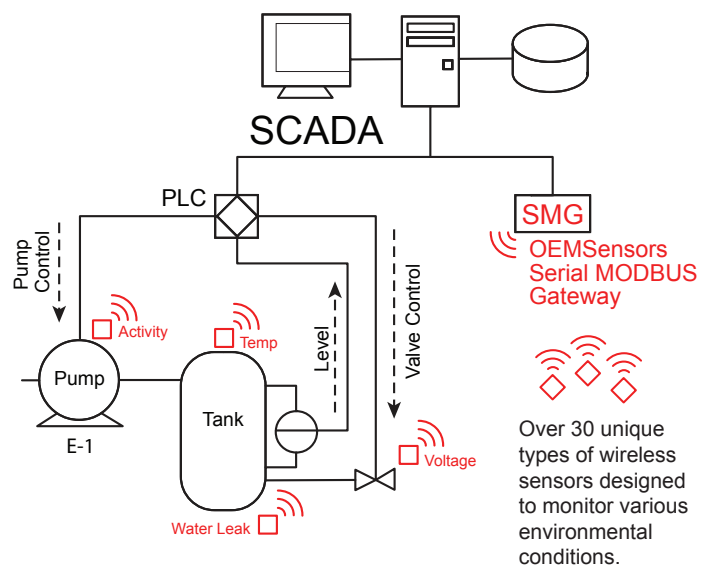 SCADA
PLC
SMG
OEMSensors
Serial MODBUS
Gateway
Pump
Control
Activity
Temp
Level
Valve Control
Pump
Tank
E-1
Voltage
Water Leak
Over 30 unique
types of wireless
sensors designed
to monitor various
environmental
conditions.